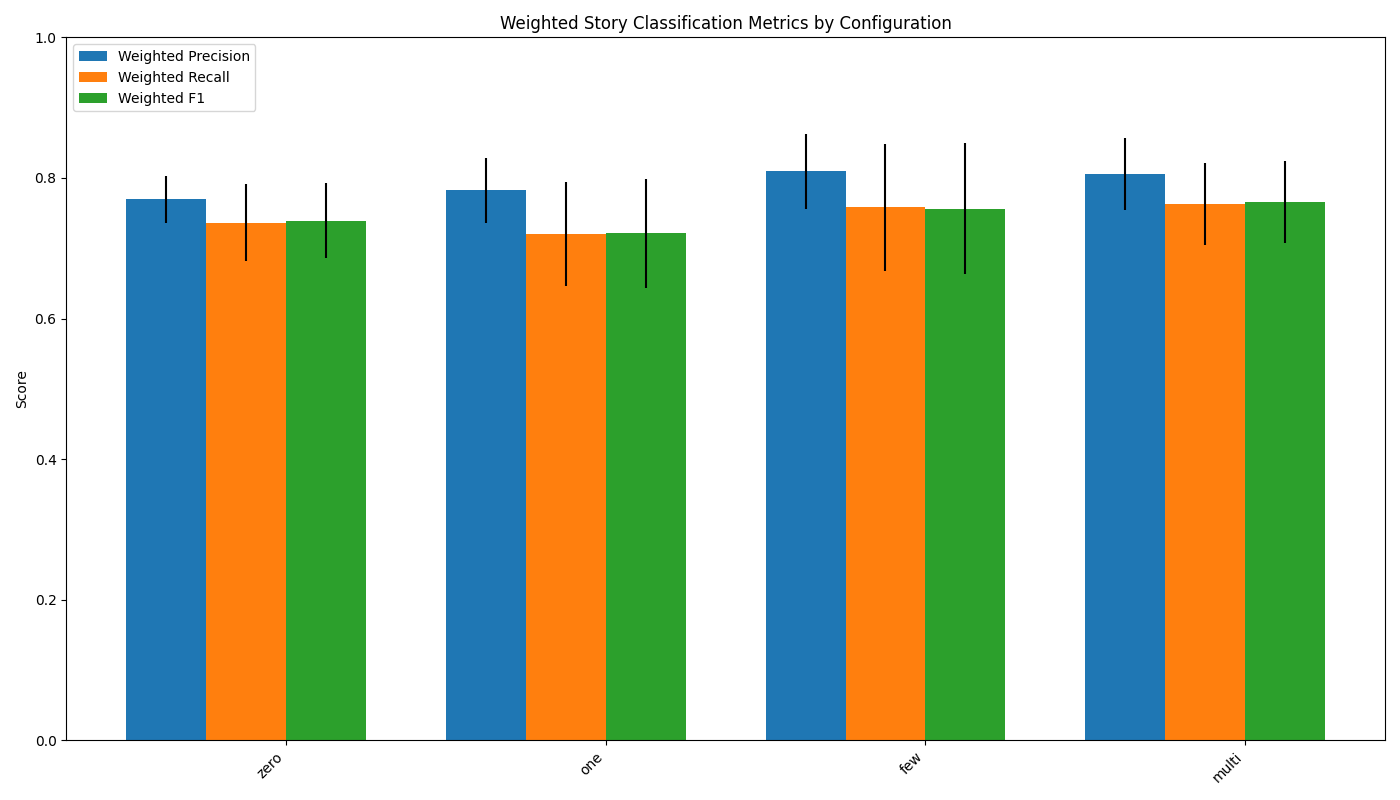 Weighted Story Classification Metrics by Configuration
1.0
Weighted Precision
Weighted Recall
Weighted F1
0.8
0.6
Score
0.4
0.2
0.0
zero
one
few
multi